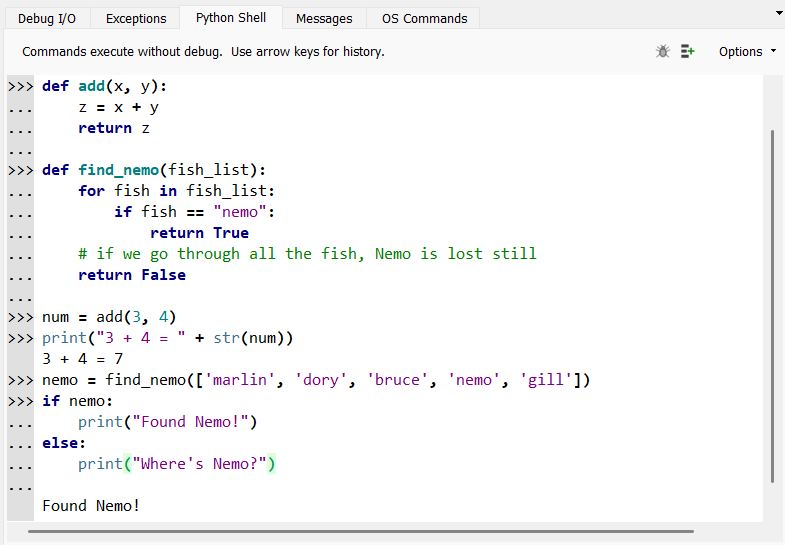 Debug I/O Exceptions Python Shell Messages OS Commands
Commands execute without debug. Use arrow keys for history. Options
>>> def add(x, y):
...     z = x + y
...     return z
...
>>> def find_nemo(fish_list):
...     for fish in fish_list:
...         if fish == "nemo":
...             return True
...     # if we go through all the fish, Nemo is lost still
...     return False
...
>>> num = add(3, 4)
>>> print("3 + 4 = " + str(num))
3 + 4 = 7
>>> nemo = find_nemo(['marlin', 'dory', 'bruce', 'nemo', 'gill'])
>>> if nemo:
...     print("Found Nemo!")
... else:
...     print("Where's Nemo?")
...
Found Nemo!